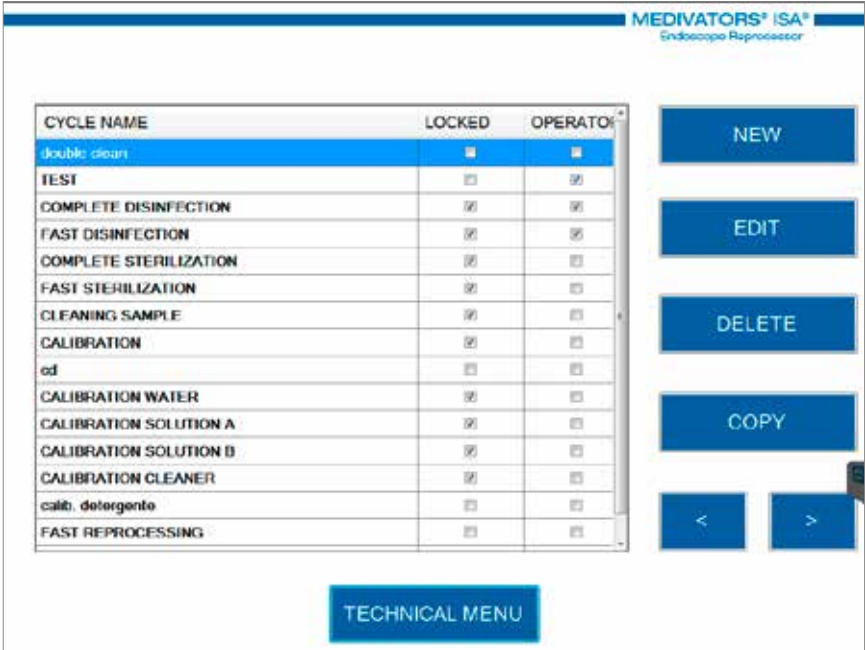 MEDIVATORS® ISA®
Endoscope Reprocessor
CYCLE NAME LOCKED OPERATOR
double clean
TEST
COMPLETE DISINFECTION
FAST DISINFECTION
COMPLETE STERILIZATION
FAST STERILIZATION
CLEANING SAMPLE
CALIBRATION
cd
CALIBRATION WATER
CALIBRATION SOLUTION A
CALIBRATION SOLUTION B
CALIBRATION CLEANER
calib. detergente
FAST REPROCESSING
NEW
EDIT
DELETE
COPY
< >
TECHNICAL MENU